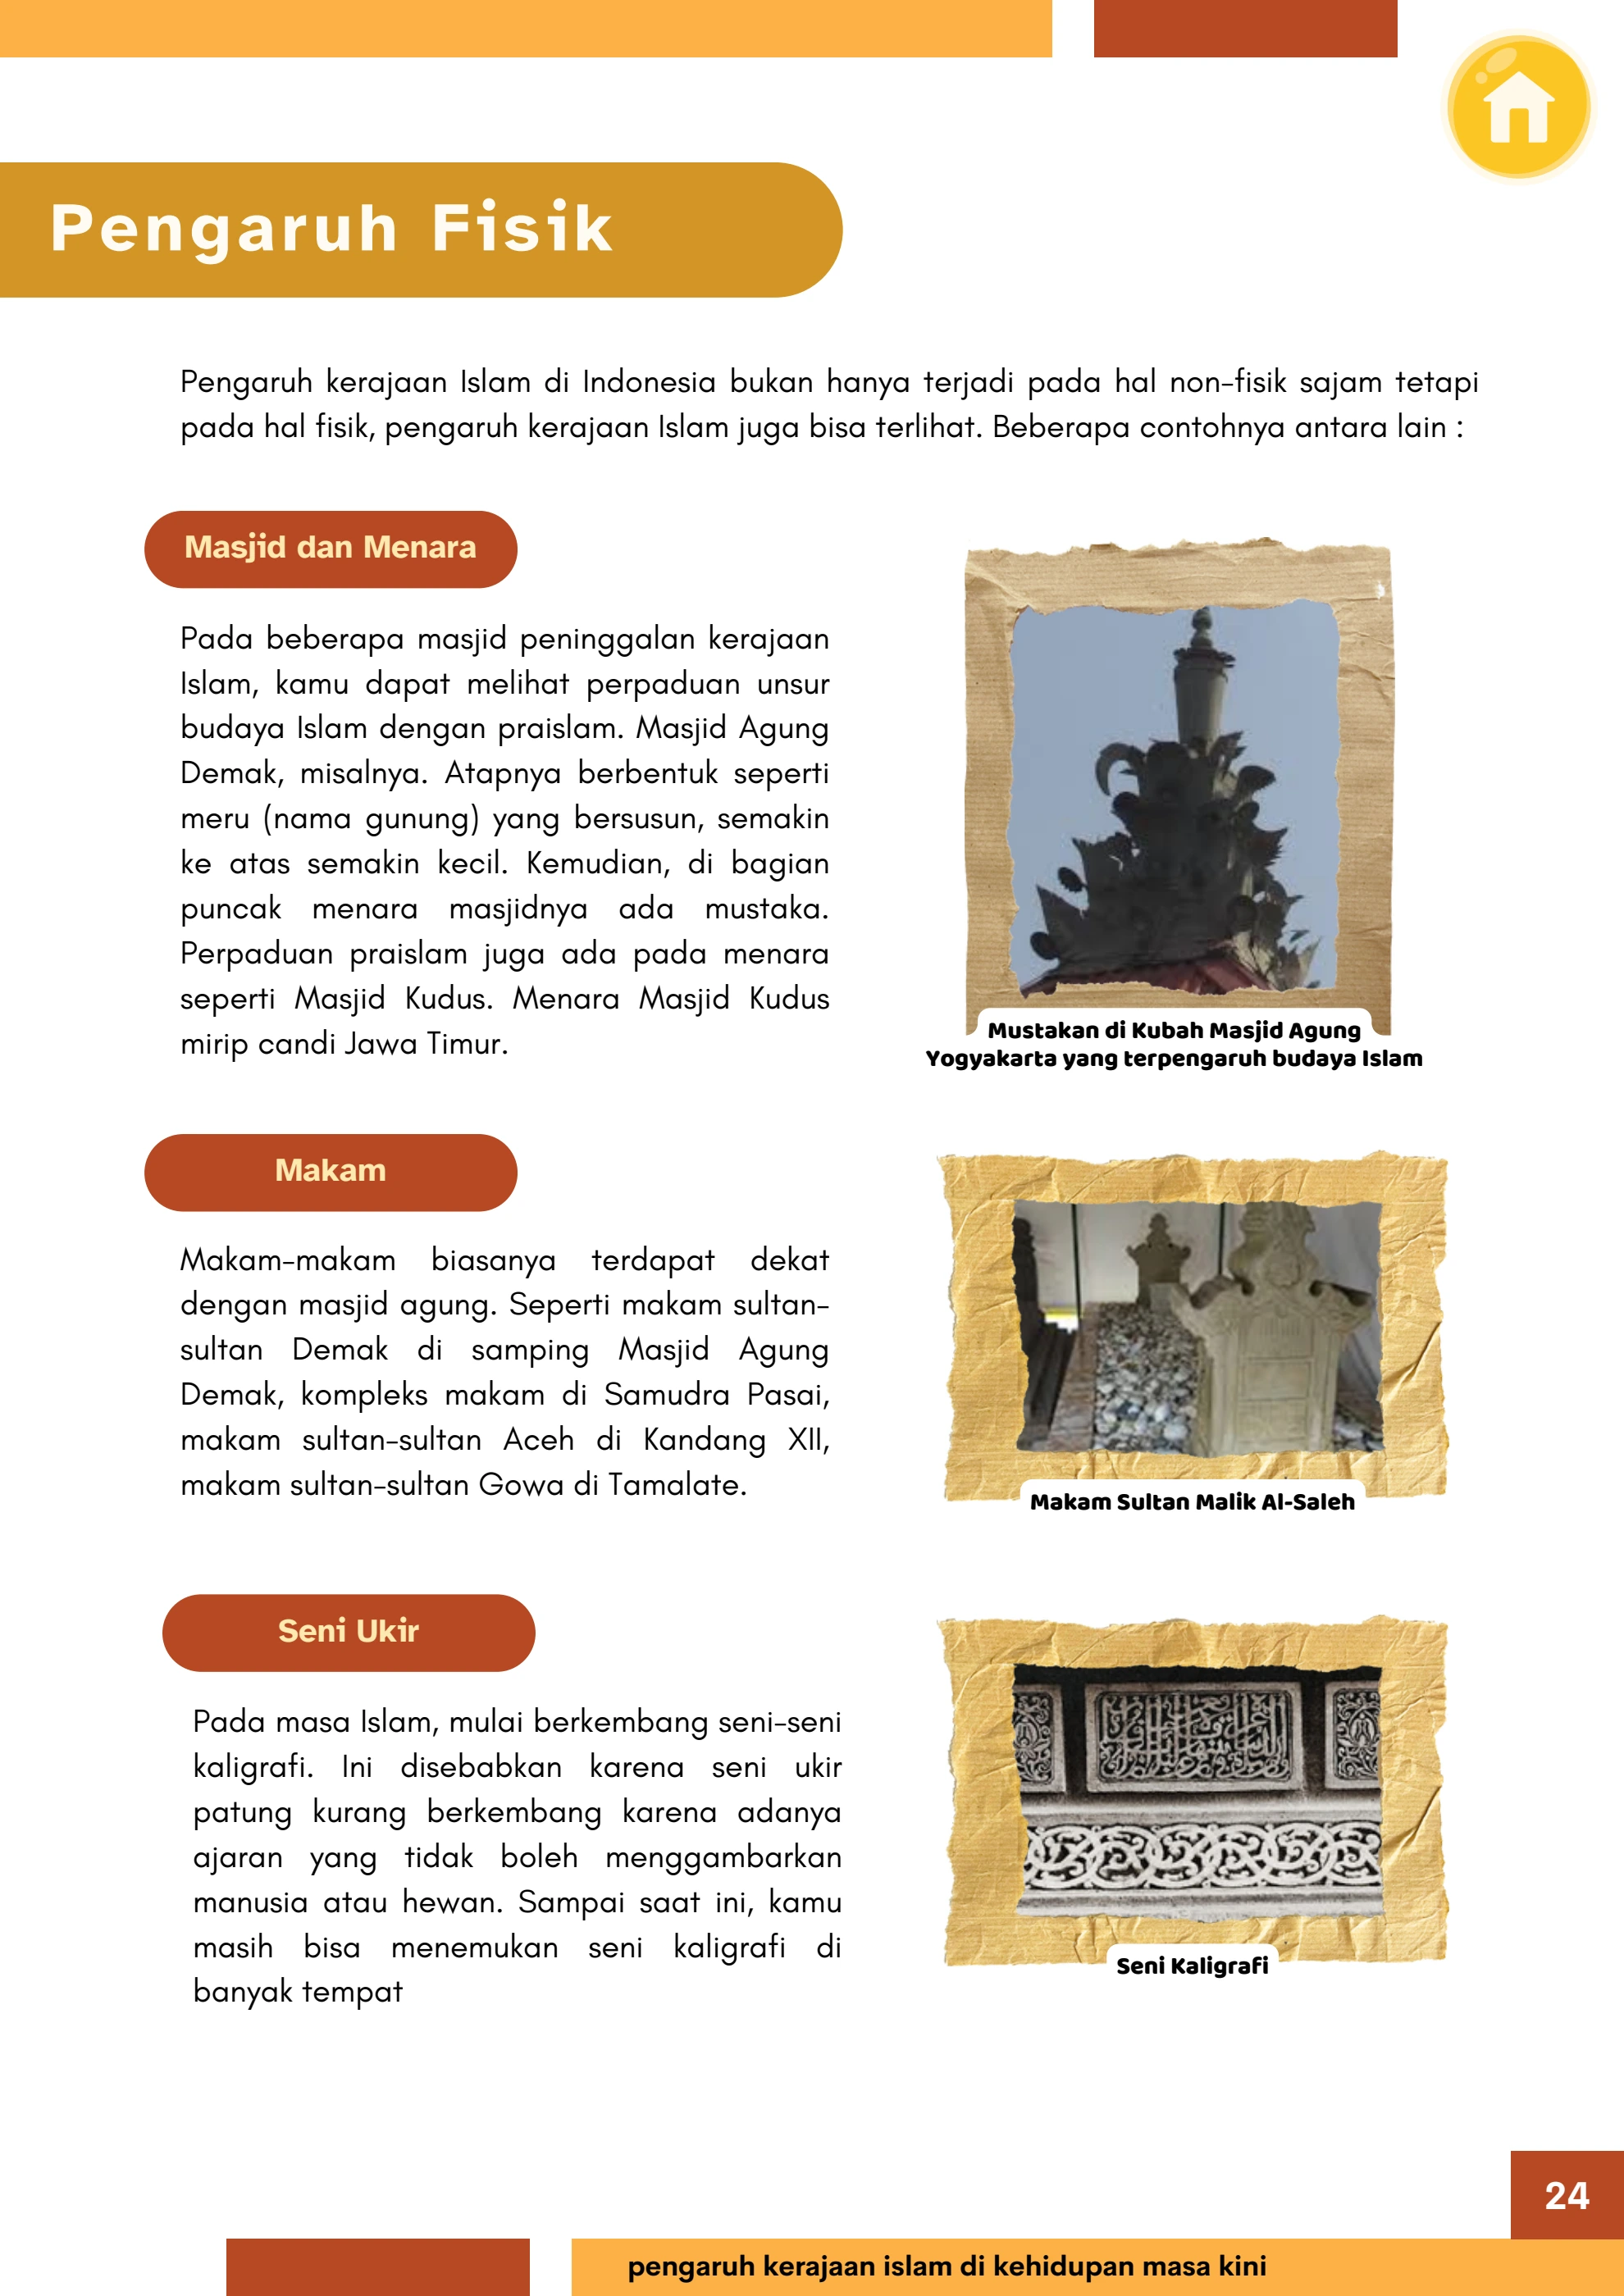 Pengaruh Fisik
Pengaruh kerajaan Islam di Indonesia bukan hanya terjadi pada hal non-fisik sajam tetapi
pada hal fisik, pengaruh kerajaan Islam juga bisa terlihat. Beberapa contohnya antara lain :
Masjid dan Menara
Pada beberapa masjid peninggalan kerajaan
Islam, kamu dapat melihat perpaduan unsur
budaya Islam dengan praislam. Masjid Agung
Demak, misalnya. Atapnya berbentuk seperti
meru (nama gunung) yang bersusun, semakin
ke atas semakin kecil. Kemudian, di bagian
puncak menara masjidnya ada mustaka.
Perpaduan praislam juga ada pada menara
seperti Masjid Kudus. Menara Masjid Kudus
mirip candi Jawa Timur.
Mustakan di Kubah Masjid Agung
Yogyakarta yang terpengaruh budaya Islam
Makam
Makam-makam biasanya terdapat dekat
dengan masjid agung. Seperti makam sultan-
sultan Demak di samping Masjid Agung
Demak, kompleks makam di Samudra Pasai,
makam sultan-sultan Aceh di Kandang XII,
makam sultan-sultan Gowa di Tamalate.
Makam Sultan Malik Al-Saleh
Seni Ukir
Pada masa Islam, mulai berkembang seni-seni
kaligrafi. Ini disebabkan karena seni ukir
patung kurang berkembang karena adanya
ajaran yang tidak boleh menggambarkan
manusia atau hewan. Sampai saat ini, kamu
masih bisa menemukan seni kaligrafi di
banyak tempat
Seni Kaligrafi
24
pengaruh kerajaan islam di kehidupan masa kini